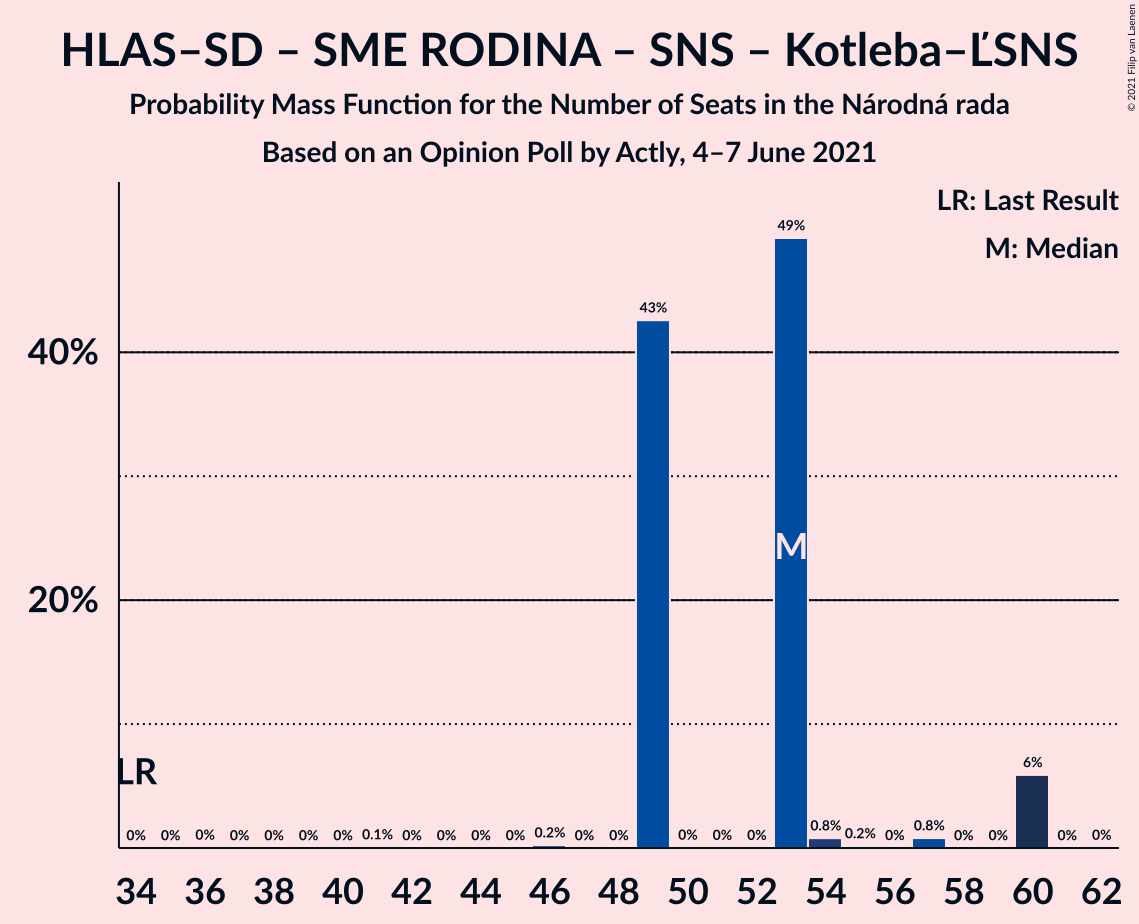 HLAS–SD – SME RODINA – SNS – Kotleba–ĽSNS
Probability Mass Function for the Number of Seats in the Národná rada
Based on an Opinion Poll by Actly, 4–7 June 2021
© 2021 Filip van Laenen
LR: Last Result
M: Median
49%
43%
40%
M
20%
LR
6%
0% 0% 0% 0% 0% 0% 0% 0.1% 0% 0% 0% 0% 0.2% 0% 0% 0% 0% 0% 0.8% 0.2% 0% 0.8% 0% 0% 0% 0%
34 36 38 40 42 44 46 48 50 52 54 56 58 60 62